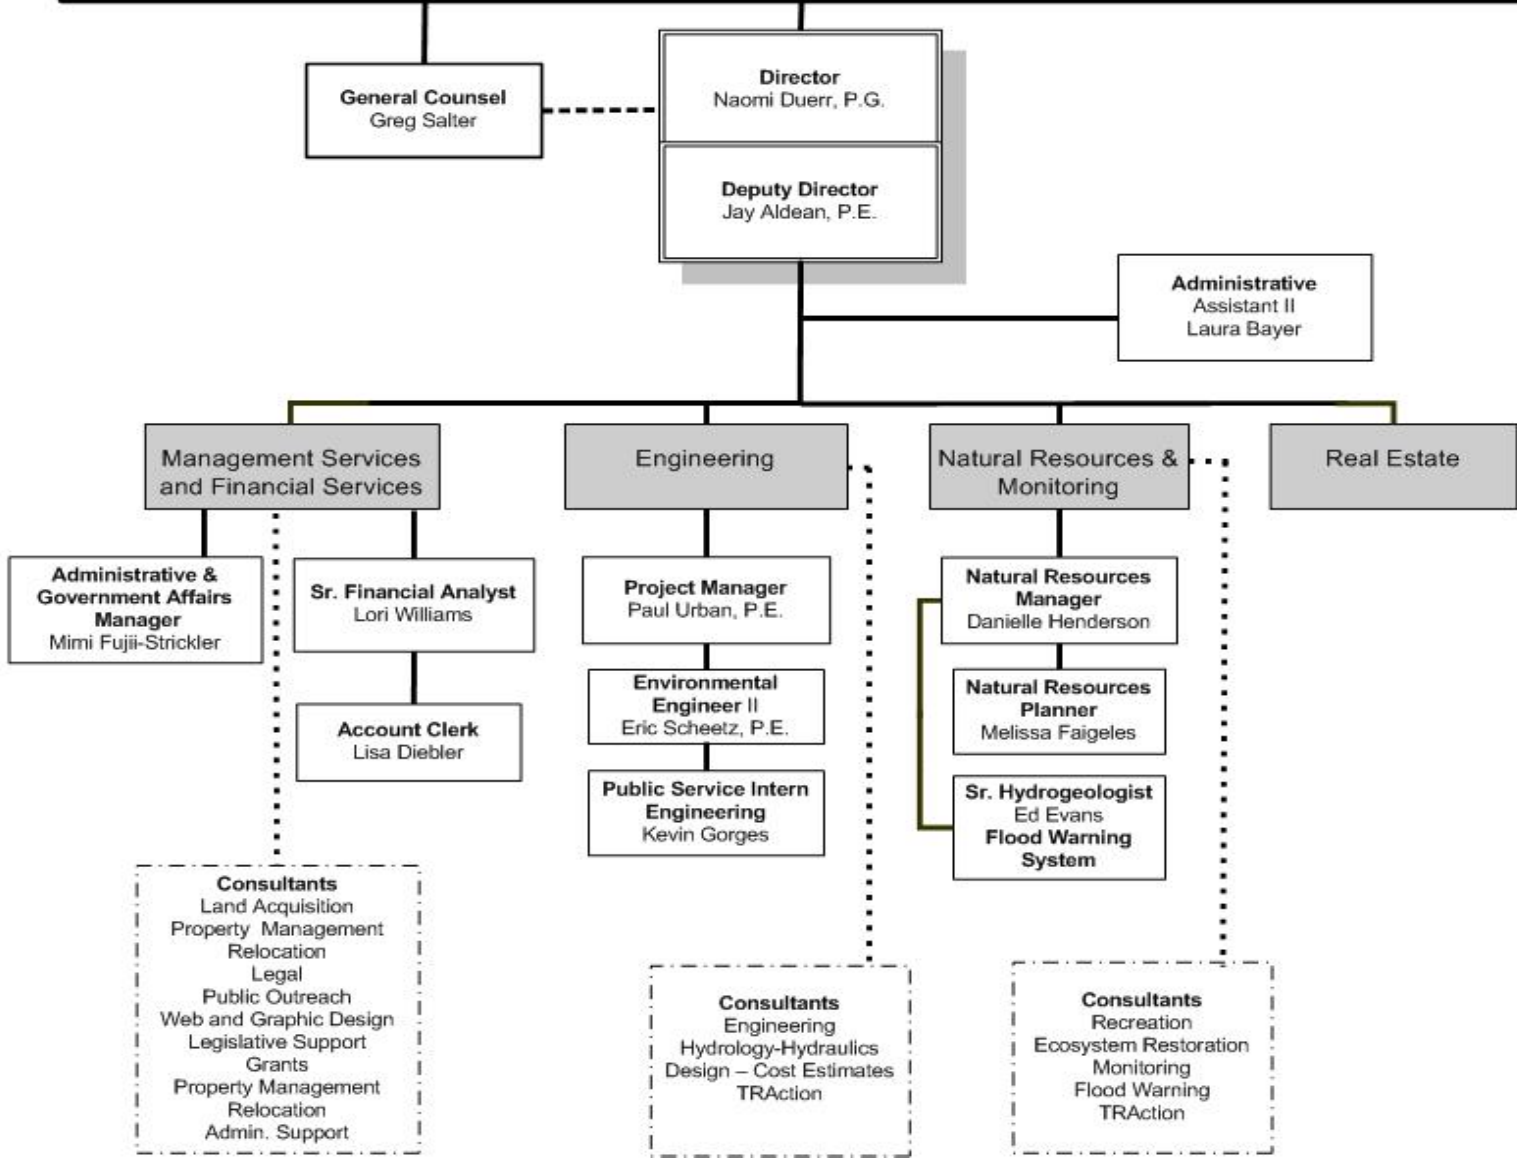 General Counsel
Greg Salter
Director
Naomi Duerr, P.G.
Deputy Director
Jay Aldean, P.E.
Administrative
Assistant II
Laura Bayer
Management Services
and Financial Services
Engineering
Natural Resources &
Monitoring
Real Estate
Administrative &
Government Affairs
Manager
Mimi Fujii-Strickler
Sr. Financial Analyst
Lori Williams
Account Clerk
Lisa Diebler
Project Manager
Paul Urban, P.E.
Environmental
Engineer II
Eric Scheetz, P.E.
Public Service Intern
Engineering
Kevin Gorges
Natural Resources
Manager
Danielle Henderson
Natural Resources
Planner
Melissa Faigeles
Sr. Hydrogeologist
Ed Evans
Flood Warning
System
Consultants
Land Acquisition
Property Management
Relocation
Legal
Public Outreach
Web and Graphic Design
Legislative Support
Grants
Property Management
Relocation
Admin. Support
Consultants
Engineering
Hydrology-Hydraulics
Design – Cost Estimates
TRAction
Consultants
Recreation
Ecosystem Restoration
Monitoring
Flood Warning
TRAction